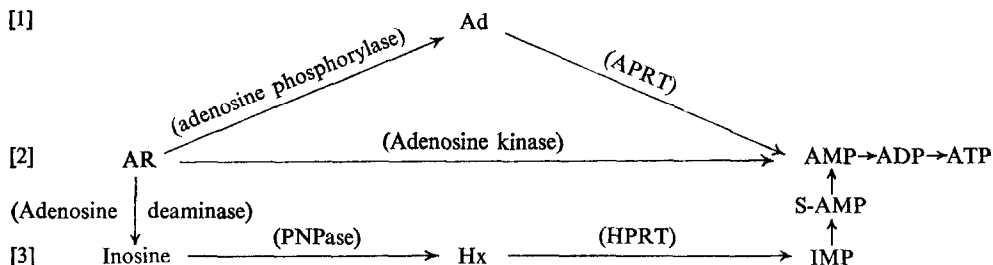 [1] Ad
(adenosine phosphorylase)
(APRT)
(Adenosine kinase)
[2] AR AMP→ADP→ATP
(Adenosine deaminase)
S-AMP
(PNPase) (HPRT)
[3] Inosine Hx IMP